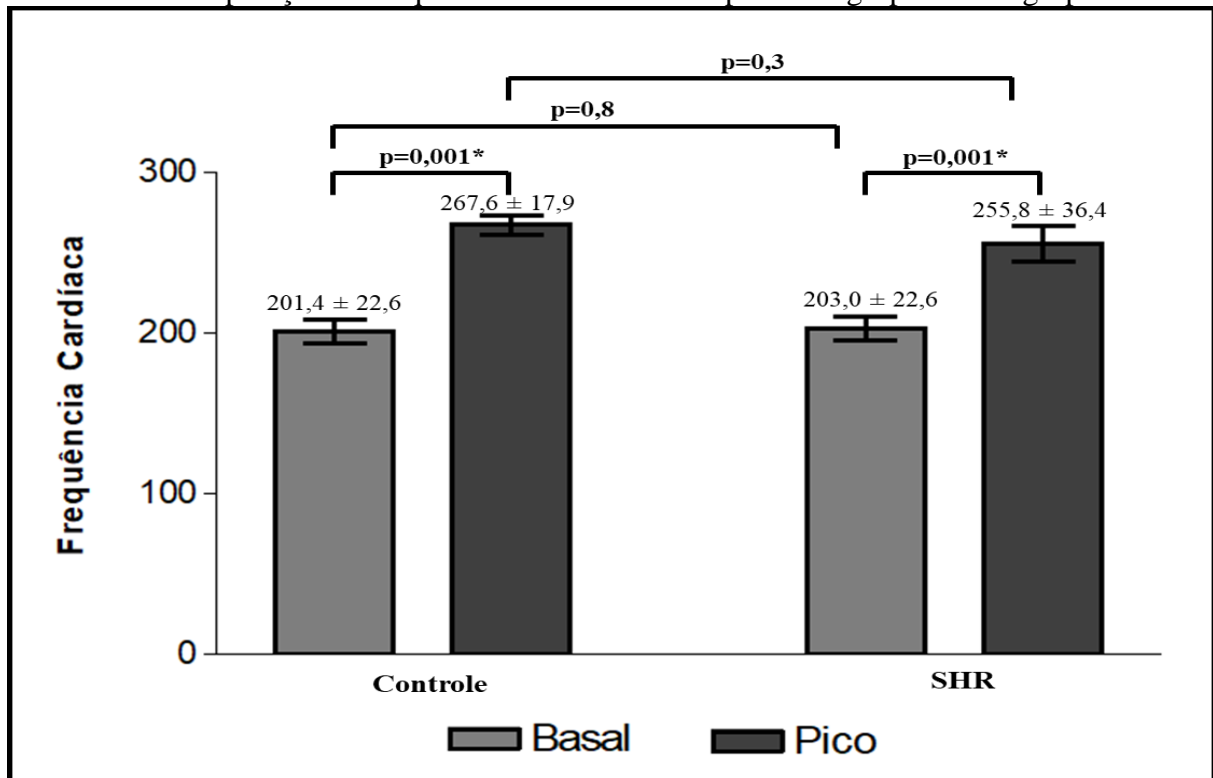 p=0,3
p=0,8
p=0,001*
p=0,001*
300
267,6 ± 17,9
255,8 ± 36,4
201,4 ± 22,6
203,0 ± 22,6
200
Frequência Cardíaca
100
0
Controle
SHR
Basal
Pico